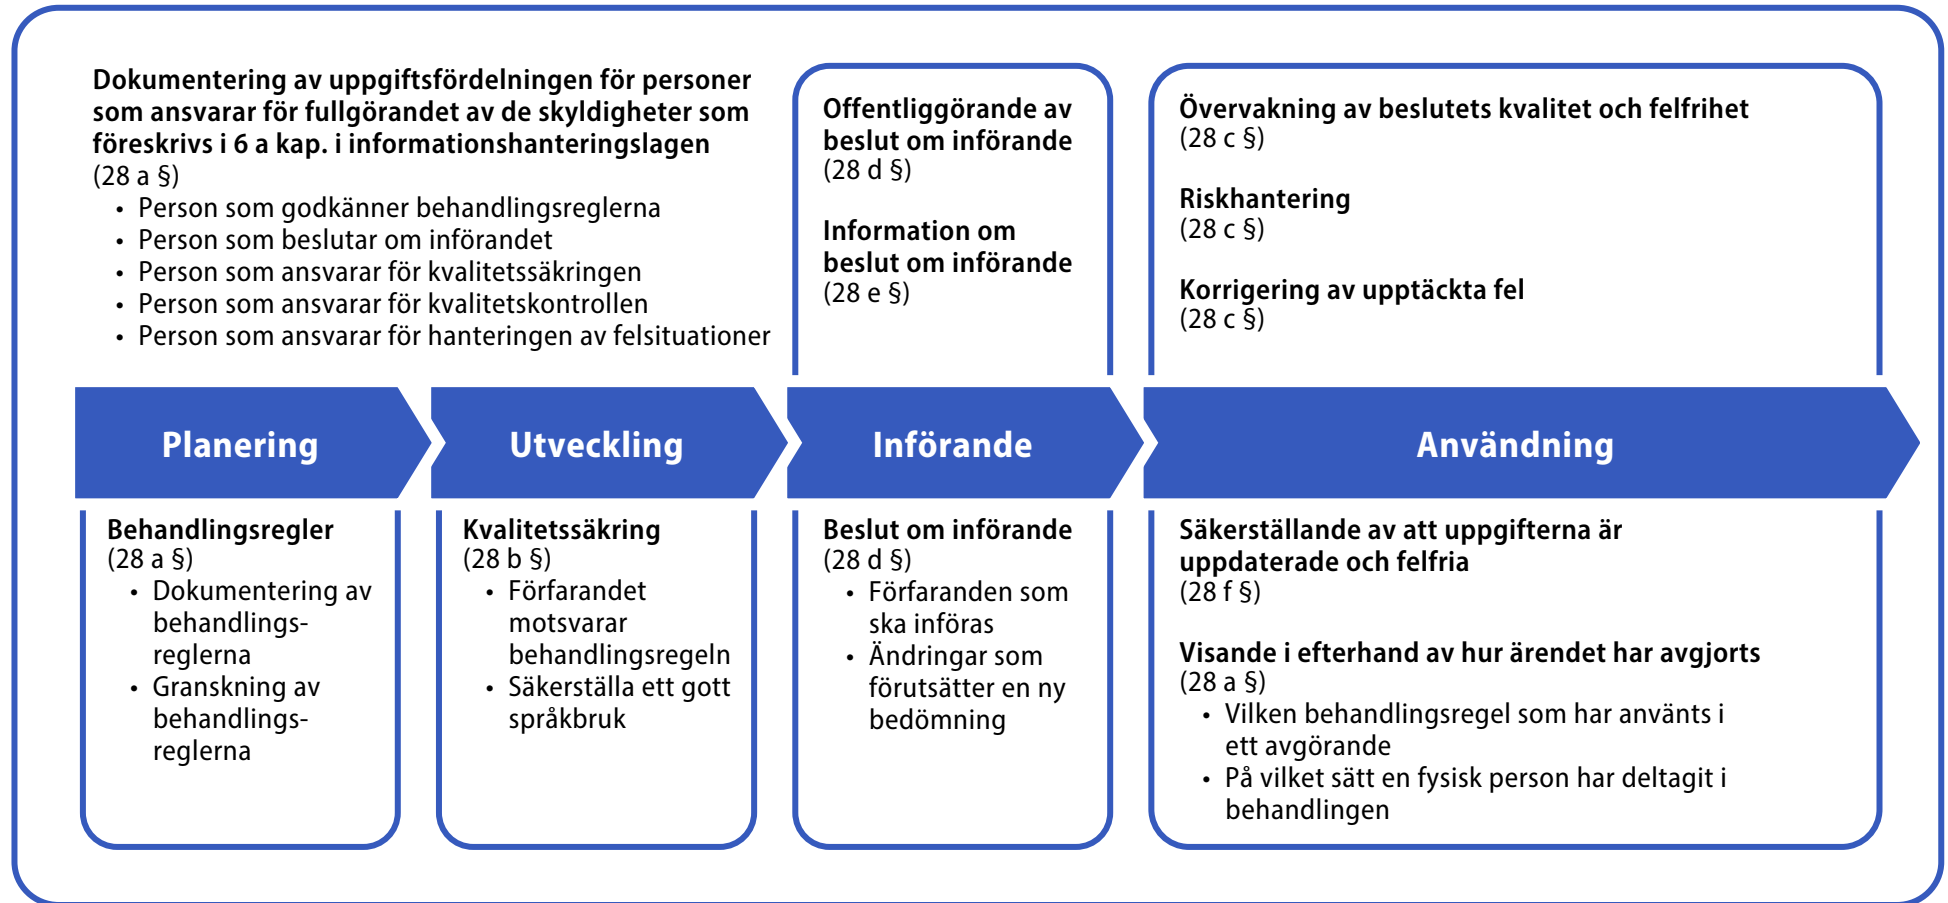 Dokumentering av uppgiftsfördelningen för personer
som ansvarar för fullgörandet av de skyldigheter som
föreskrivs i 6 a kap. i informationshanteringslagen
(28 a §)
• Person som godkänner behandlingsreglerna
• Person som beslutar om införandet
• Person som ansvarar för kvalitetssäkringen
• Person som ansvarar för kvalitetskontrollen
• Person som ansvarar för hanteringen av felsituationer
Offentliggörande av
beslut om införande
(28 d §)
Information om
beslut om införande
(28 e §)
Övervakning av beslutets kvalitet och felfrihet
(28 c §)
Riskhantering
(28 c §)
Korrigering av upptäckta fel
(28 c §)
Planering
Utveckling
Införande
Användning
Behandlingsregler
(28 a §)
• Dokumentering av
behandlings-
reglerna
• Granskning av
behandlings-
reglerna
Kvalitetssäkring
(28 b §)
• Förfarandet
motsvarar
behandlingsregeln
• Säkerställa ett gott
språkbruk
Beslut om införande
(28 d §)
• Förfaranden som
ska införas
• Ändringar som
förutsätter en ny
bedömning
Säkerställande av att uppgifterna är
uppdaterade och felfria
(28 f §)
Visande i efterhand av hur ärendet har avgjorts
(28 a §)
• Vilken behandlingsregel som har använts i
ett avgörande
• På vilket sätt en fysisk person har deltagit i
behandlingen